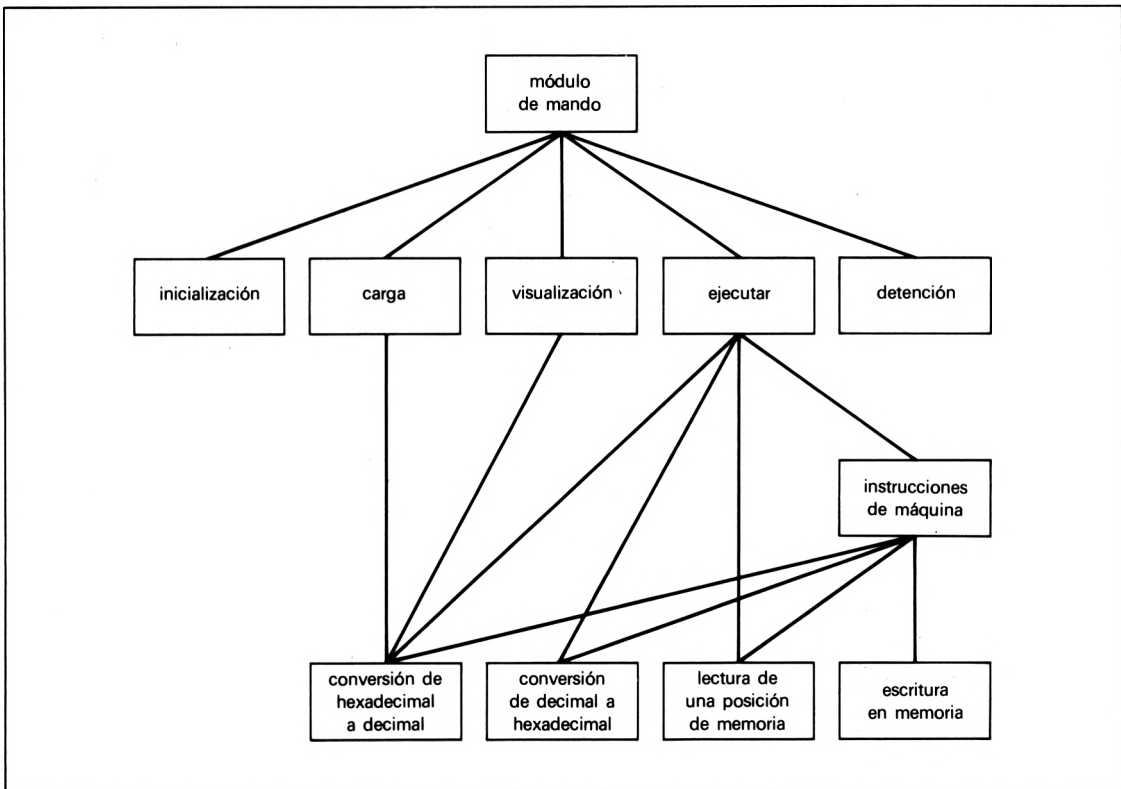 módulo
de mando
inicialización
carga
visualización
ejecutar
detención
instrucciones
de máquina
conversión de
hexadecimal
a decimal
conversión
de decimal a
hexadecimal
lectura de
una posición
de memoria
escritura
en memoria